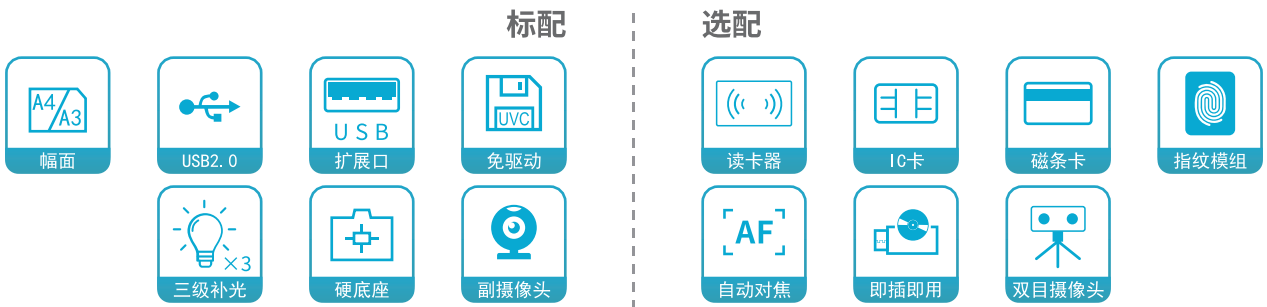 标配
选配
A4
A3
USB
UVC
幅面
USB2.0
扩展口
免驱动
读卡器
IC卡
磁条卡
指纹模组
×3
AF
三级补光
硬底座
副摄像头
自动对焦
即插即用
双目摄像头